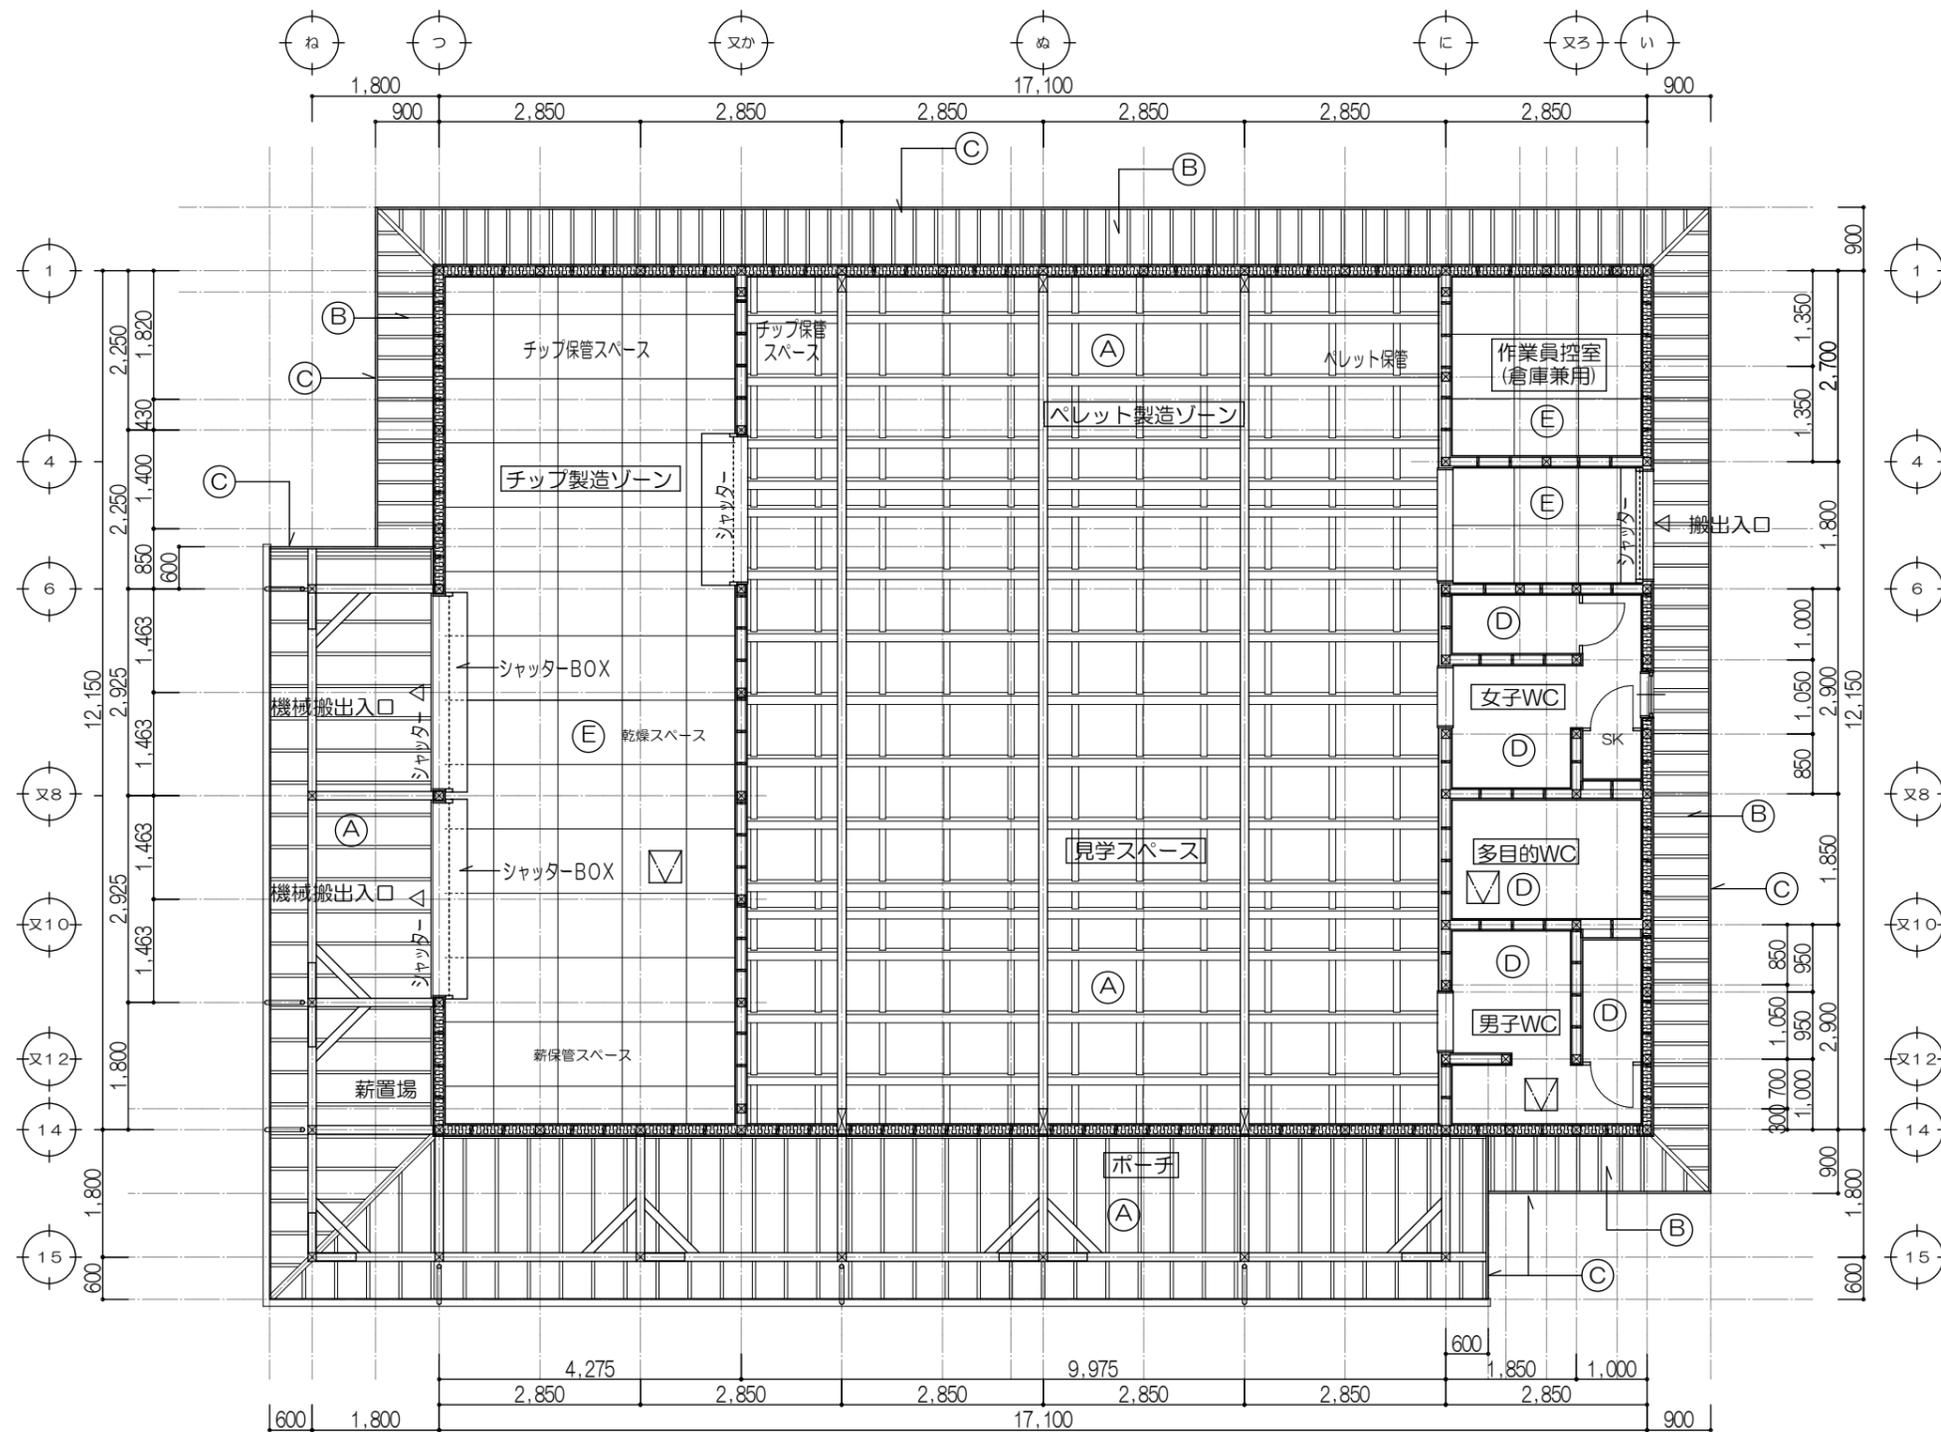 ね つ 又か ぬ に 又ろ い
1,800 17,100 900
900 2,850 2,850 2,850 2,850 2,850 2,850
C
B
1 1
900
B
C
C
2,250 1,820
430
4
2,250 1,400
850 600
6
1,463
2,925
1,463
12,150
又8
1,463
2,925
1,463
又10
又12
1,800
14
1,800
15
600
チップ保管スペース
チップ保管
スペース
A
ペレット保管
作業員控室
(倉庫兼用)
E
ペレット製造ゾーン
チップ製造ゾーン
シャッター
E
シャッター
搬出入口
D
シャッターBOX
女子WC
機械搬出入口
シャッター
E 乾燥スペース
D
SK
A
シャッターBOX
見学スペース
多目的WC
D
機械搬出入口
シャッター
A
D
男子WC
D
薪保管スペース
薪置場
ポーチ
A
B
C
B
C
1,350
2,700
1,350
4
1,800
6
1,000
1,050 2,900 12,150
850
又8
1,850
又10
850 950
1,050 950 2,900
又12
700 1,000
300
14
900 1,800
15
600
600
4,275 9,975 1,850 1,000
2,850 2,850 2,850 2,850 2,850 2,850
600 1,800 17,100 900